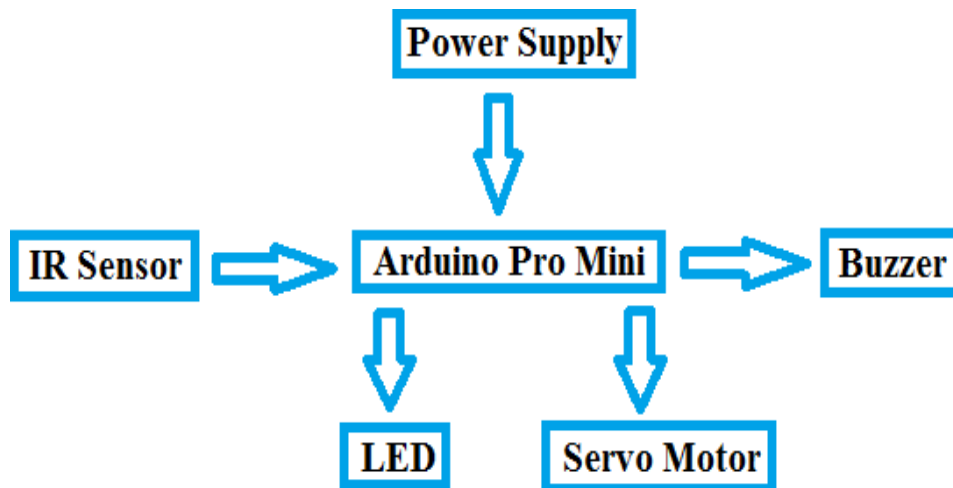 Power Supply
IR Sensor
Arduino Pro Mini
Buzzer
LED
Servo Motor